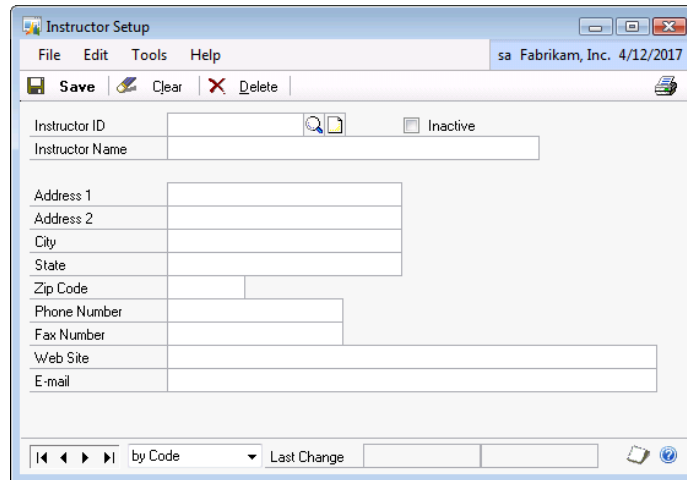 Instructor Setup
File Edit Tools Help sa Fabrikam, Inc. 4/12/2017
Save Clear Delete
Instructor ID Inactive
Instructor Name
Address 1
Address 2
City
State
Zip Code
Phone Number
Fax Number
Web Site
E-mail
by Code Last Change